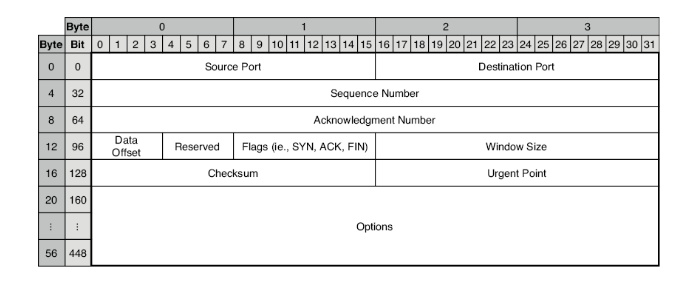 Byte 0 1 2 3
Byte Bit 0 1 2 3 4 5 6 7 8 9 10 11 12 13 14 15 16 17 18 19 20 21 22 23 24 25 26 27 28 29 30 31
0 0 Source Port Destination Port
4 32 Sequence Number
8 64 Acknowledgment Number
12 96 Data Offset Reserved Flags (ie., SYN, ACK, FIN) Window Size
16 128 Checksum Urgent Point
20 160
⋮ ⋮ Options
56 448